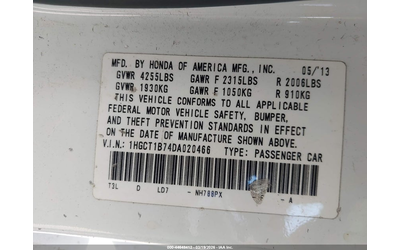 MFD. BY HONDA OF AMERICA MFG., INC. 05/'13
GVWR 4255LBS GAWR F 2315LBS R 2006LBS
GVWR 1930KG GAWR F 1050KG R 910KG
THIS VEHICLE CONFORMS TO ALL APPLICABLE
FEDERAL MOTOR VEHICLE SAFETY, BUMPER,
AND THEFT PREVENTION STANDARDS IN EFFECT
ON THE DATE OF MANUFACTURE SHOWN ABOVE.
V.I.N.: 1HGCT1B74DA020466 TYPE: PASSENGER CAR
T2L D LD7 NH788PX - A